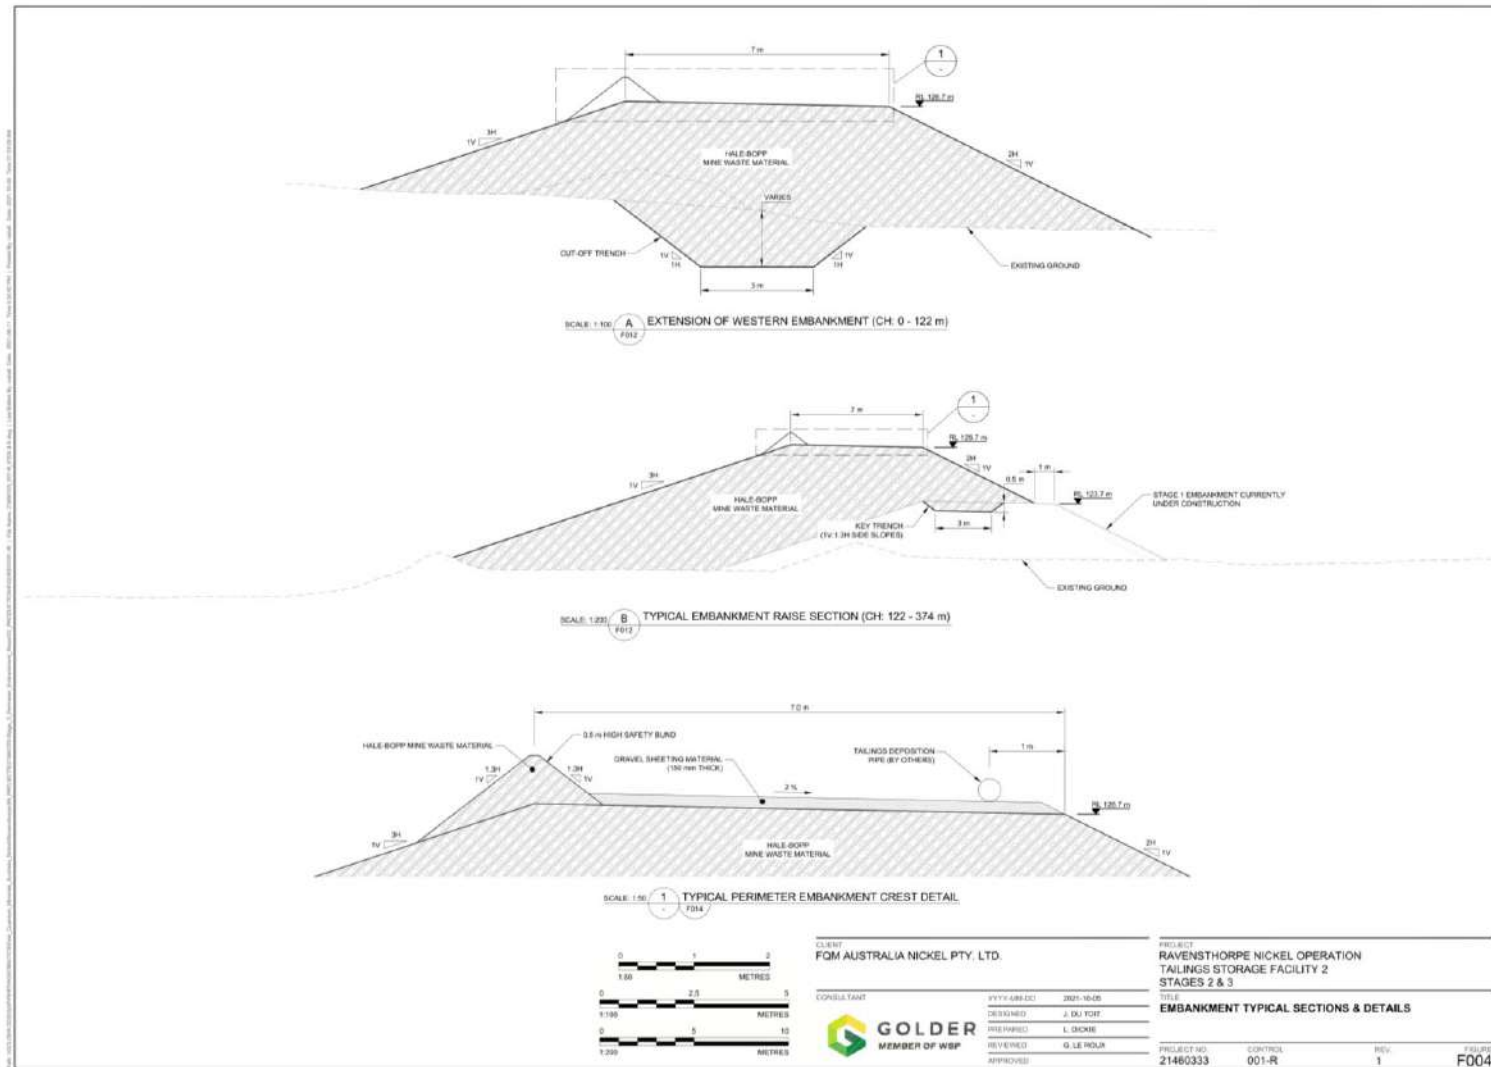 7 m
1
-
RL 128.7 m
3H
1V
HALE-BOPP
MINE WASTE MATERIAL
2H
1V
VARIES
CUT-OFF TRENCH
1V
1H
1V
1H
EXISTING GROUND
3 m
SCALE: 1:100 A EXTENSION OF WESTERN EMBANKMENT (CH: 0 - 122 m)
F012
7 m
1
-
RL 128.7 m
2H
1V
1 m
3H
1V
0.5 m
RL 123.7 m
STAGE 1 EMBANKMENT CURRENTLY
UNDER CONSTRUCTION
HALE-BOPP
MINE WASTE MATERIAL
KEY TRENCH
(1V:1.3H SIDE SLOPES)
3 m
EXISTING GROUND
SCALE: 1:200 B TYPICAL EMBANKMENT RAISE SECTION (CH: 122 - 374 m)
F012
7.0 m
HALE-BOPP MINE WASTE MATERIAL
GRAVEL SHEETING MATERIAL
(150 mm THICK)
TAILINGS DEPOSITION
PIPE (BY OTHERS)
1 m
1.3H
1V
1.3H
1V
2 %
RL 128.7 m
3H
1V
HALE-BOPP
MINE WASTE MATERIAL
2H
1V
SCALE: 1:50 1 TYPICAL PERIMETER EMBANKMENT CREST DETAIL
- F014
0 1 2
1:50 METRES
0 2.5 5
1:100 METRES
0 5 10
1:200 METRES
CLIENT
FQM AUSTRALIA NICKEL PTY. LTD.
PROJECT
RAVENSTHORPE NICKEL OPERATION
TAILINGS STORAGE FACILITY 2
STAGES 2 & 3
CONSULTANT
GOLDER
MEMBER OF WSP
YYYY-MM-DD 2021-10-05
DESIGNED J. DU TOIT
PREPARED L. DICKIE
REVIEWED G. LE ROUX
APPROVED
TITLE
EMBANKMENT TYPICAL SECTIONS & DETAILS
PROJECT NO. CONTROL REV. FIGURE
21460333 001-R 1 F004